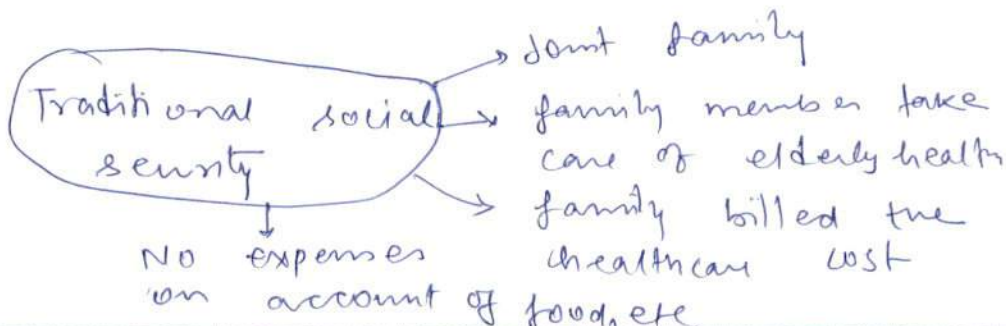 Traditional social
security
Joint family
family member take
care of elderly health
family billed the
healthcare cost
No expenses
on account of food, etc